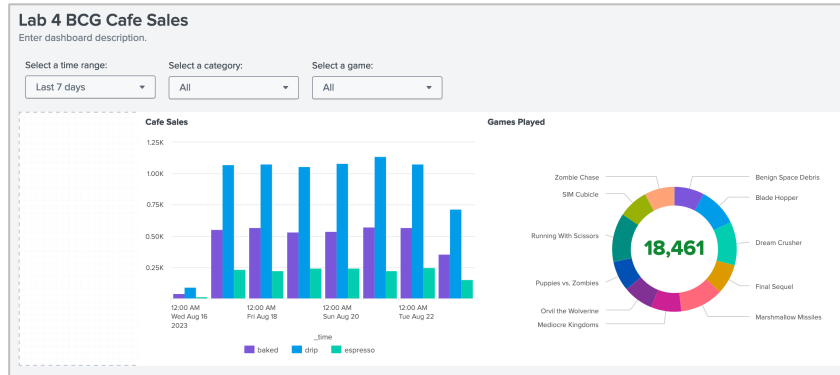 Lab 4 BCG Cafe Sales
Enter dashboard description.
Select a time range:
Select a category:
Select a game:
Last 7 days
All
All
Cafe Sales
1.25K
1.00K
0.75K
0.50K
0.25K
12:00 AM
Wed Aug 16
2023
12:00 AM
Fri Aug 18
12:00 AM
Sun Aug 20
12:00 AM
Tue Aug 22
_time
baked
drip
espresso
Games Played
Zombie Chase
SIM Cubicle
Running With Scissors
Puppies vs. Zombies
Orvil the Wolverine
Mediocre Kingdoms
18,461
Benign Space Debris
Blade Hopper
Dream Crusher
Final Sequel
Marshmallow Missiles